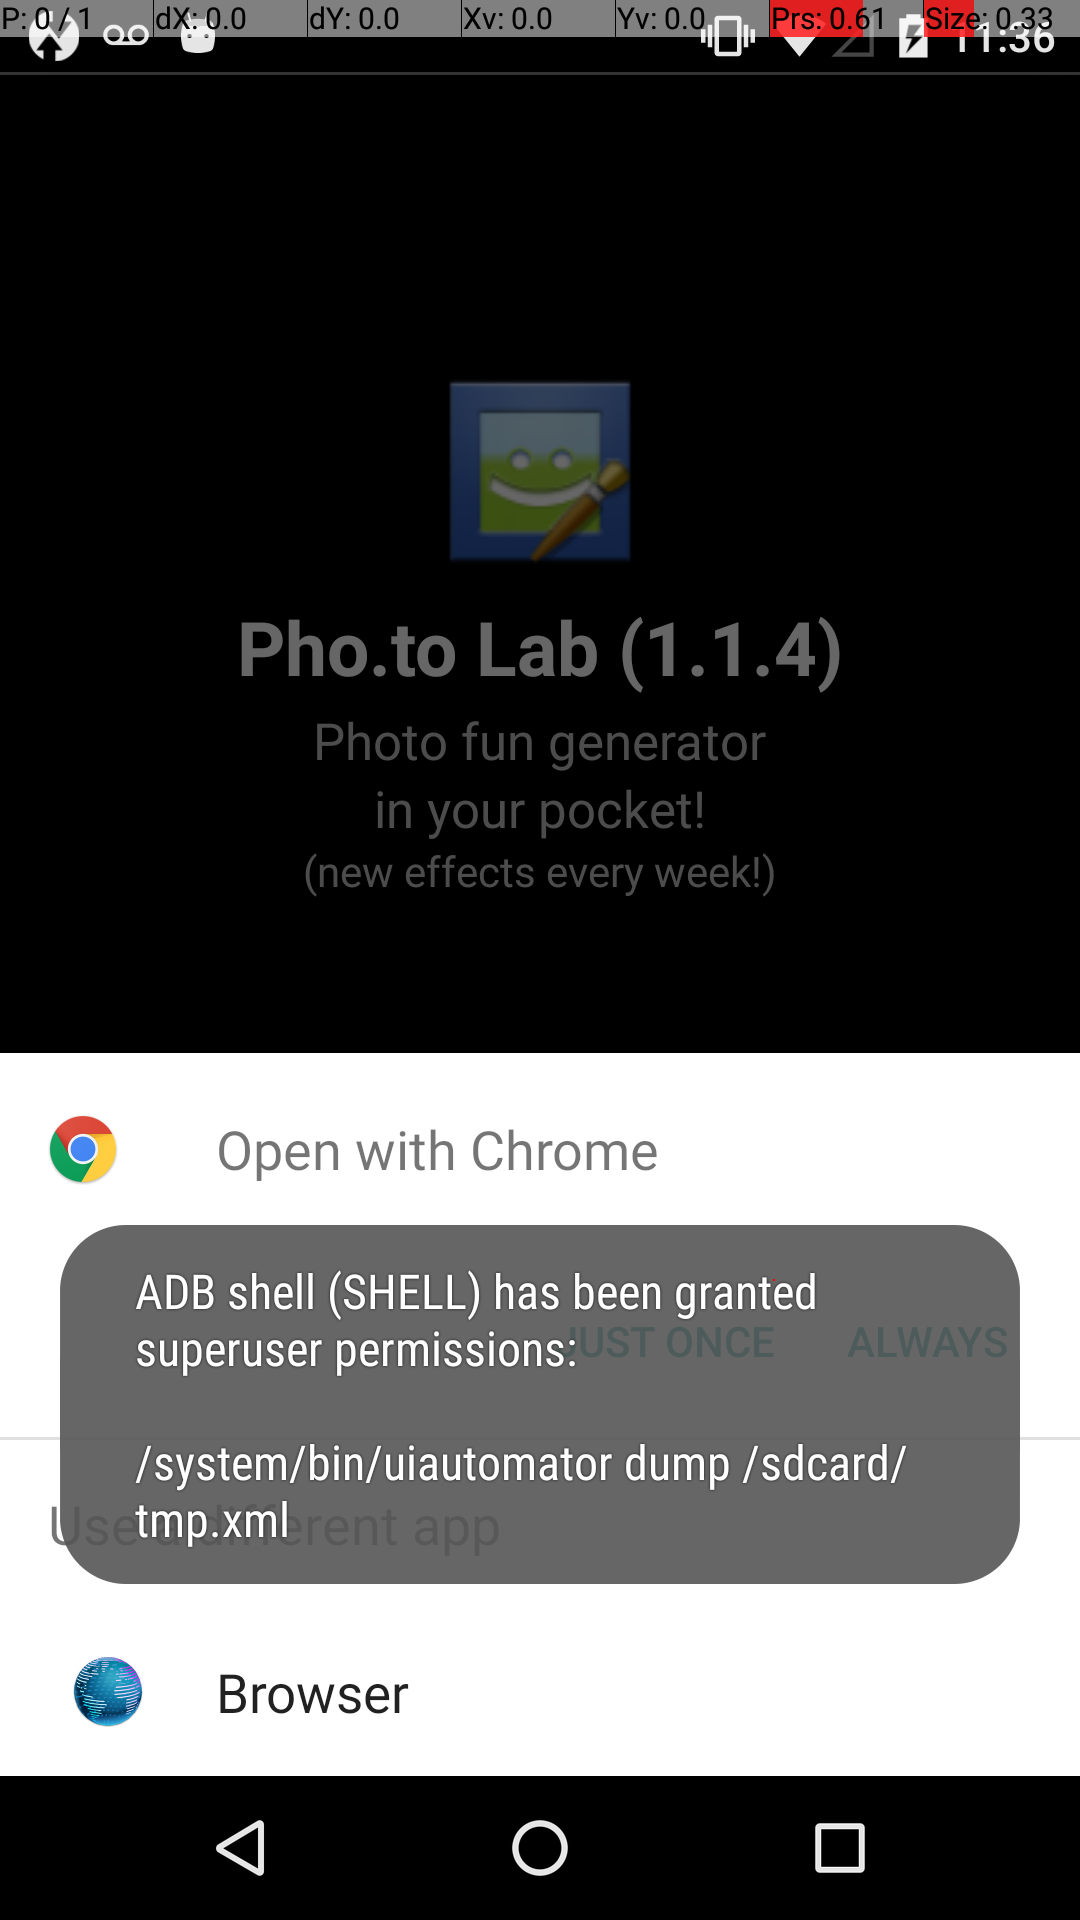 P: 0 / 1 dX: 0.0 dY: 0.0 Xv: 0.0 Yv: 0.0 Prs: 0.61 Size: 0.33
11:36
Pho.to Lab (1.1.4)
Photo fun generator
in your pocket!
(new effects every week!)
Open with Chrome
ADB shell (SHELL) has been granted
superuser permissions:
JUST ONCE ALWAYS
/system/bin/uiautomator dump /sdcard/
tmp.xml
Use a different app
Browser